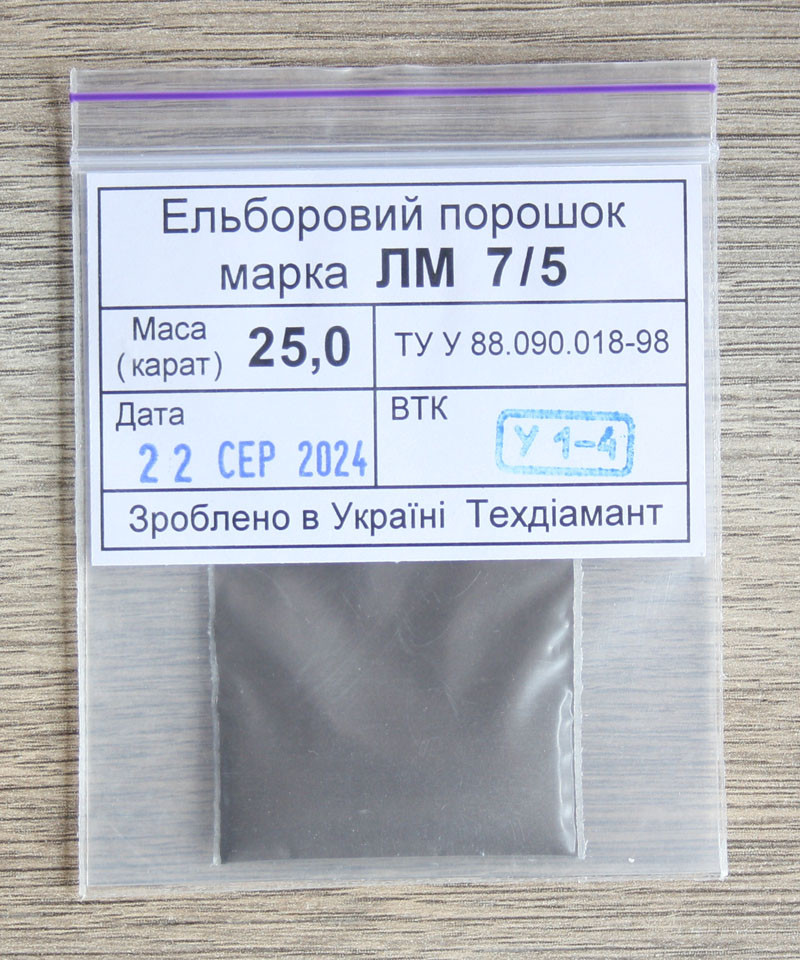 Ельборовий порошок
марка ЛМ 7/5
Маса
(карат) 25,0
ТУ У 88.090.018-98
Дата
22 СЕР 2024
ВТК
У 1-4
Зроблено в Україні Техдіамант